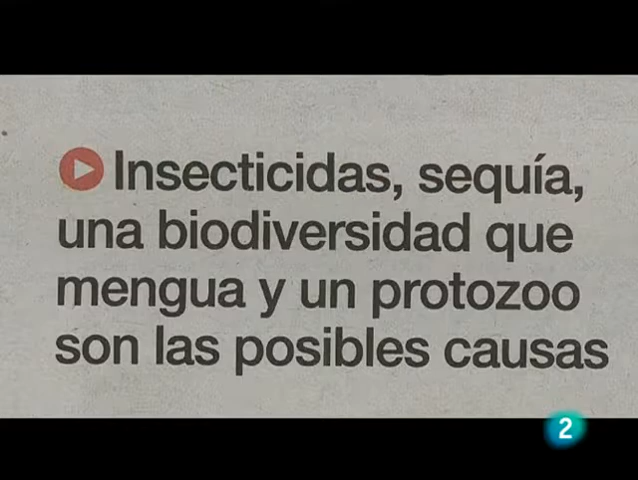 Insecticidas, sequía,
una biodiversidad que
mengua y un protozoo
son las posibles causas
2